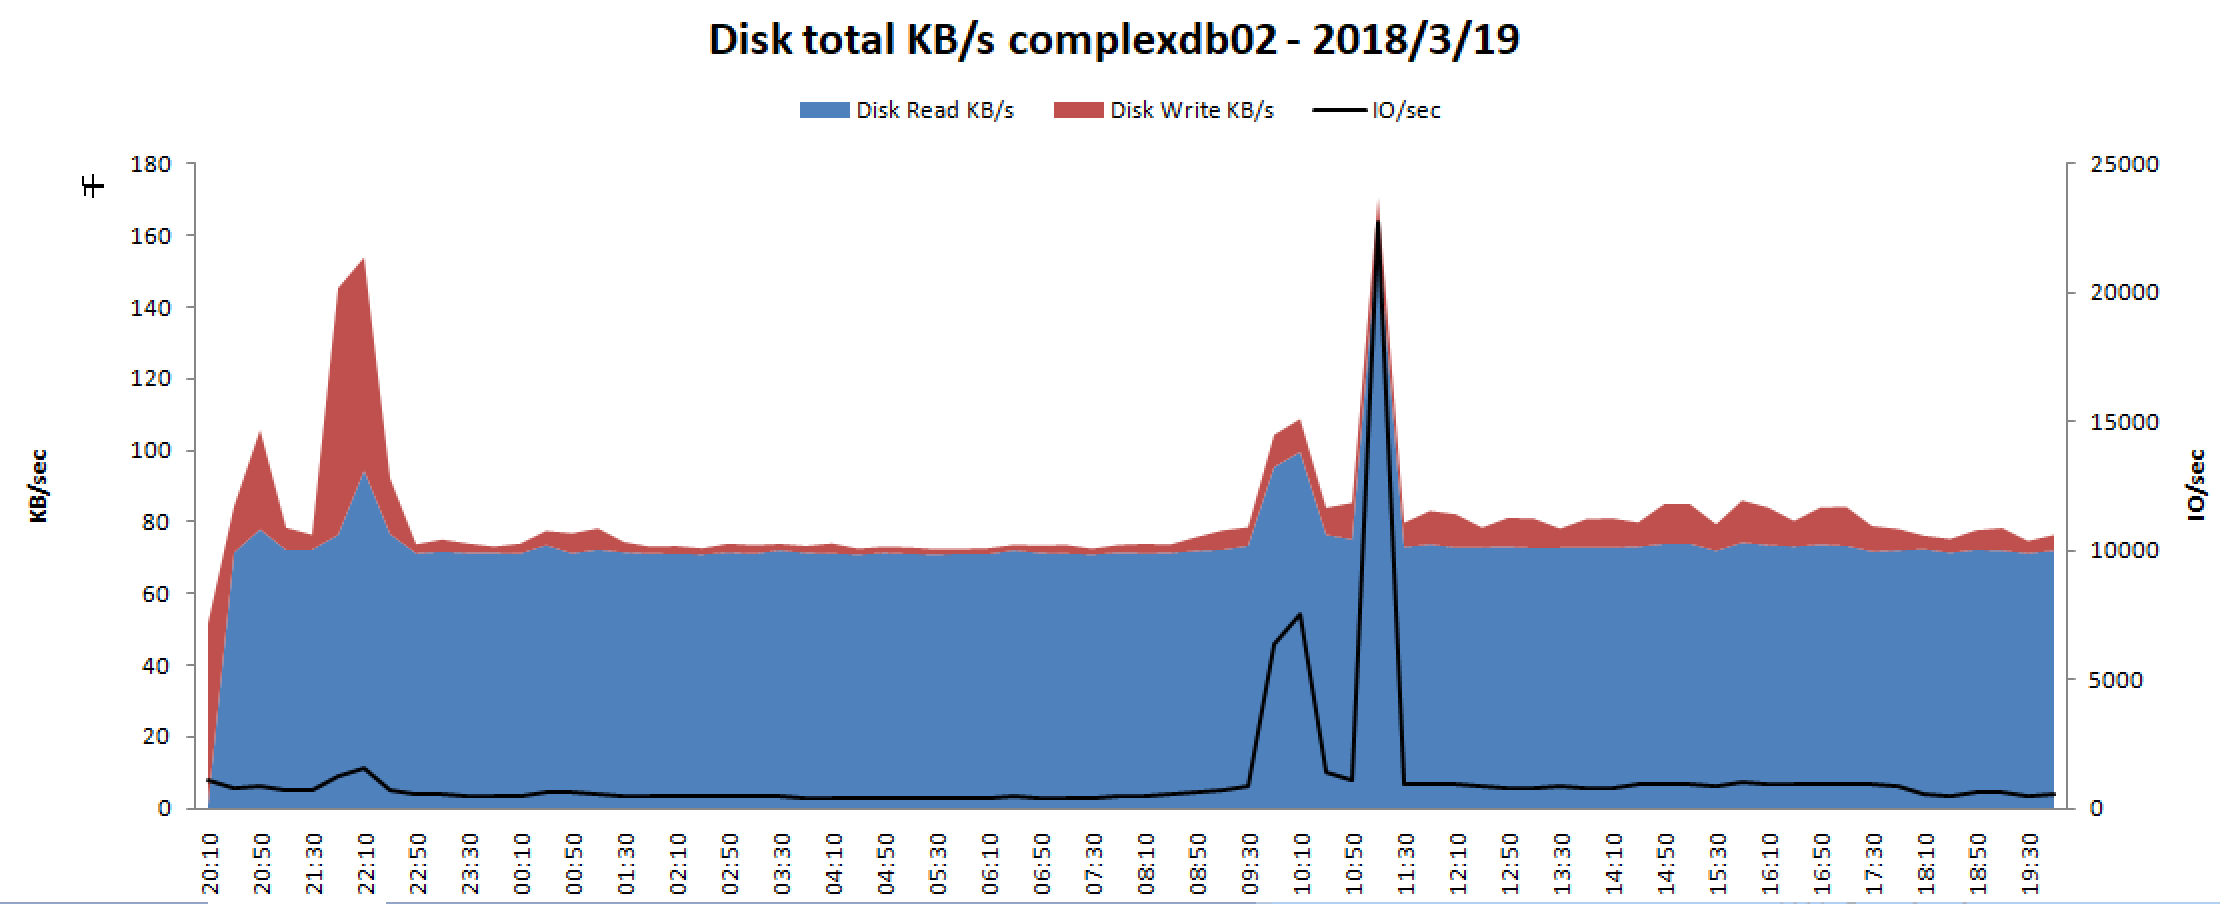 Disk total KB/s complexdb02 - 2018/3/19
Disk Read KB/s Disk Write KB/s IO/sec
千
180 25000
160
140 20000
120
100 15000
80
60 10000
40
20 5000
0 0
KB/sec
IO/sec
20:10 20:50 21:30 22:10 22:50 23:30 00:10 00:50 01:30 02:10 02:50 03:30 04:10 04:50 05:30 06:10 06:50 07:30 08:10 08:50 09:30 10:10 10:50 11:30 12:10 12:50 13:30 14:10 14:50 15:30 16:10 16:50 17:30 18:10 18:50 19:30